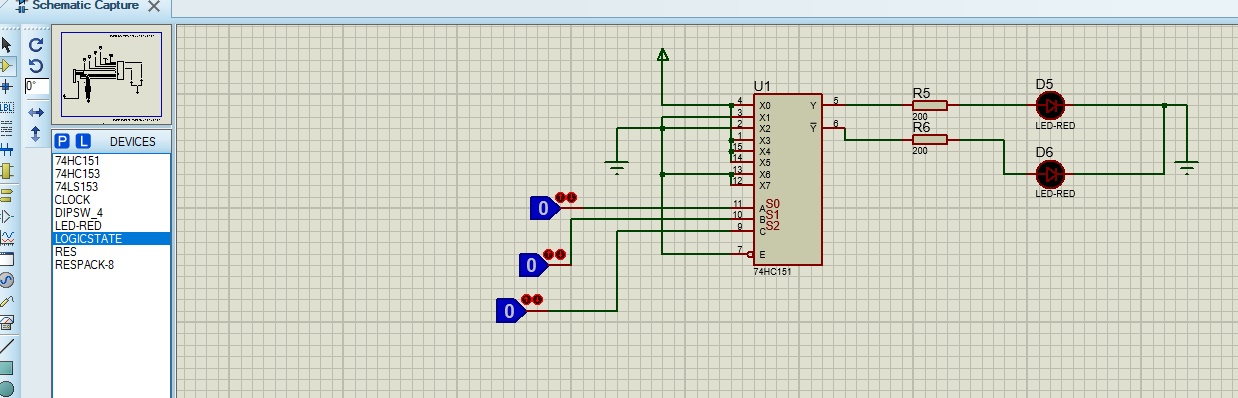 Schematic Capture
0°
LBL
P L DEVICES
74HC151
74HC153
74LS153
CLOCK
DIPSW_4
LED-RED
LOGICSTATE
RES
RESPACK-8
U1
4 X0 Y 5
3 X1
2 X2 Y 6
1 X3
15 X4
14 X5
13 X6
12 X7
11 A S0
10 B S1
9 C S2
7 E
74HC151
0
0
0
R5
200
R6
200
D5
LED-RED
D6
LED-RED